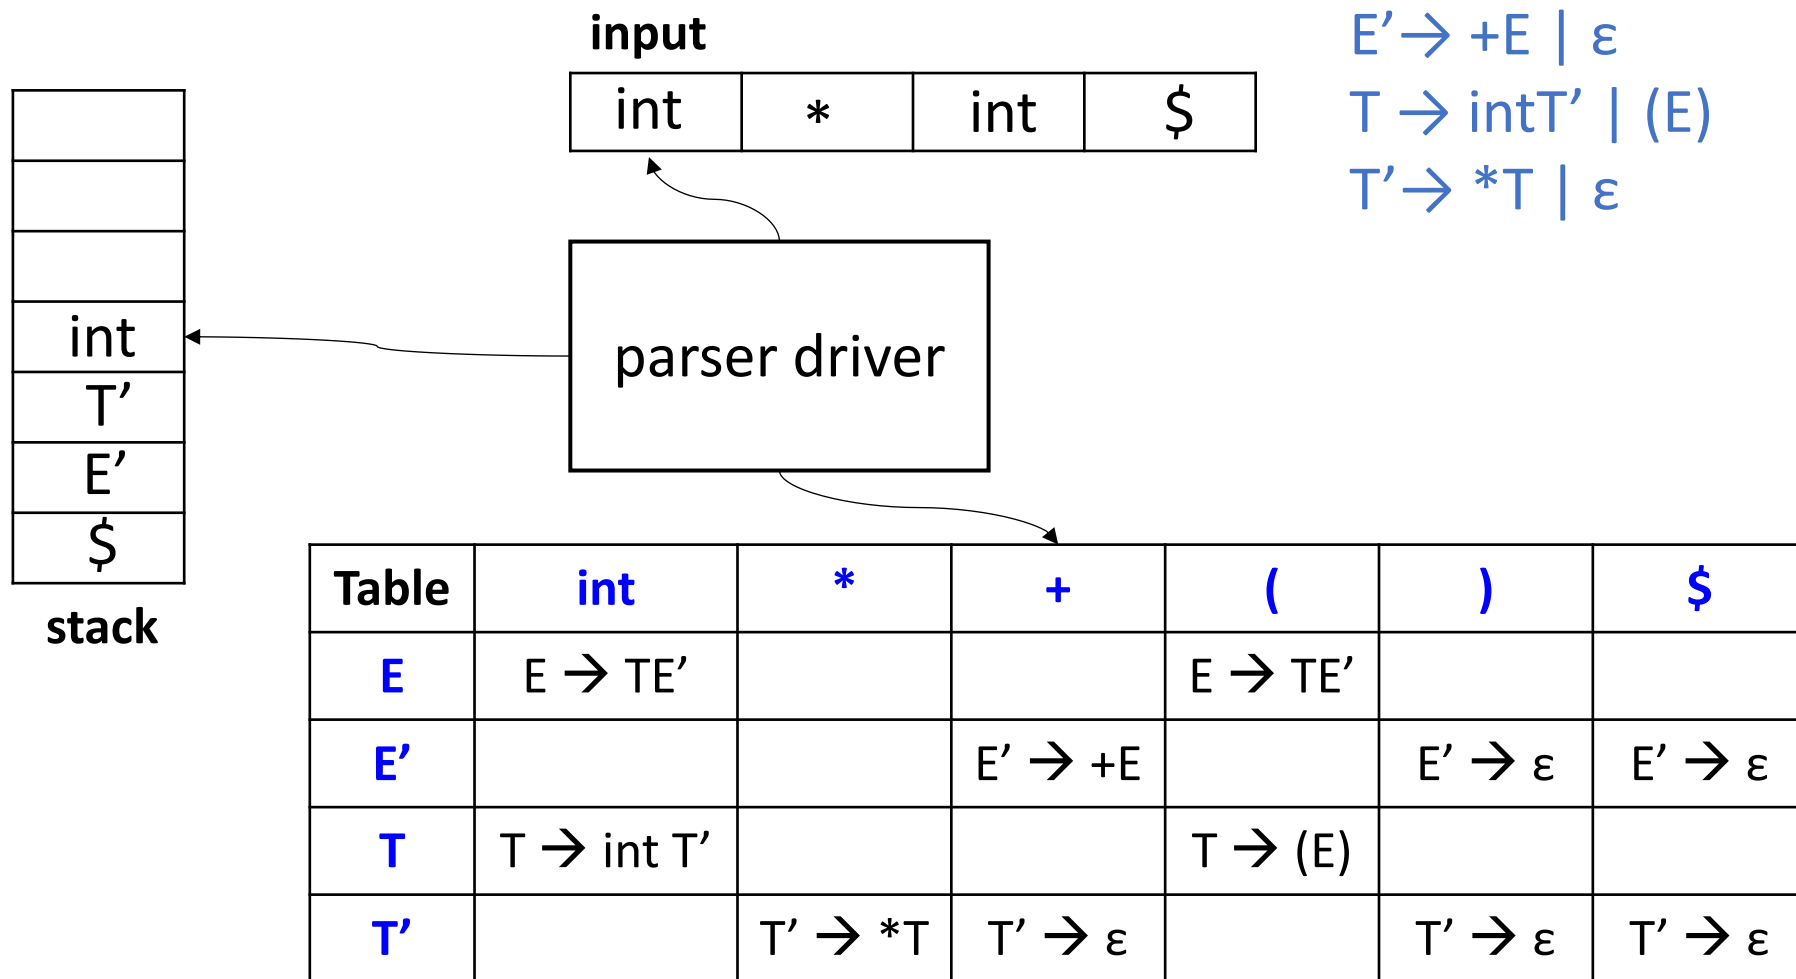 input
int * int $
E’→ +E | ε
T → intT’ | (E)
T’→ *T | ε
int
T’
E’
$
stack
parser driver
Table int * + ( ) $
E E → TE’ E → TE’
E’ E’ → +E E’ → ε E’ → ε
T T → int T’ T → (E)
T’ T’ → *T T’ → ε T’ → ε T’ → ε